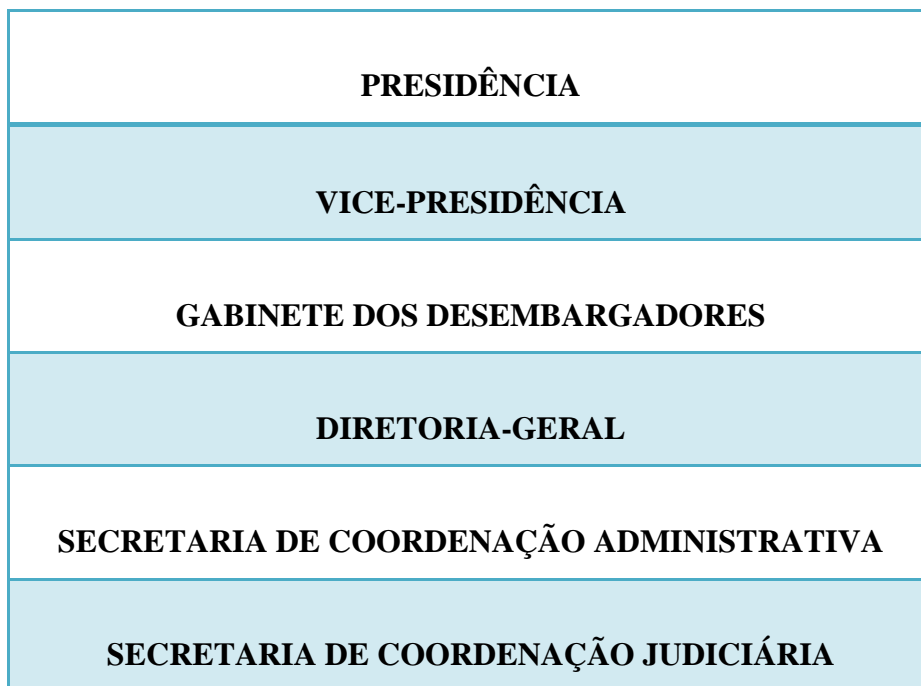 PRESIDÊNCIA
VICE-PRESIDÊNCIA
GABINETE DOS DESEMBARGADORES
DIRETORIA-GERAL
SECRETARIA DE COORDENAÇÃO ADMINISTRATIVA
SECRETARIA DE COORDENAÇÃO JUDICIÁRIA